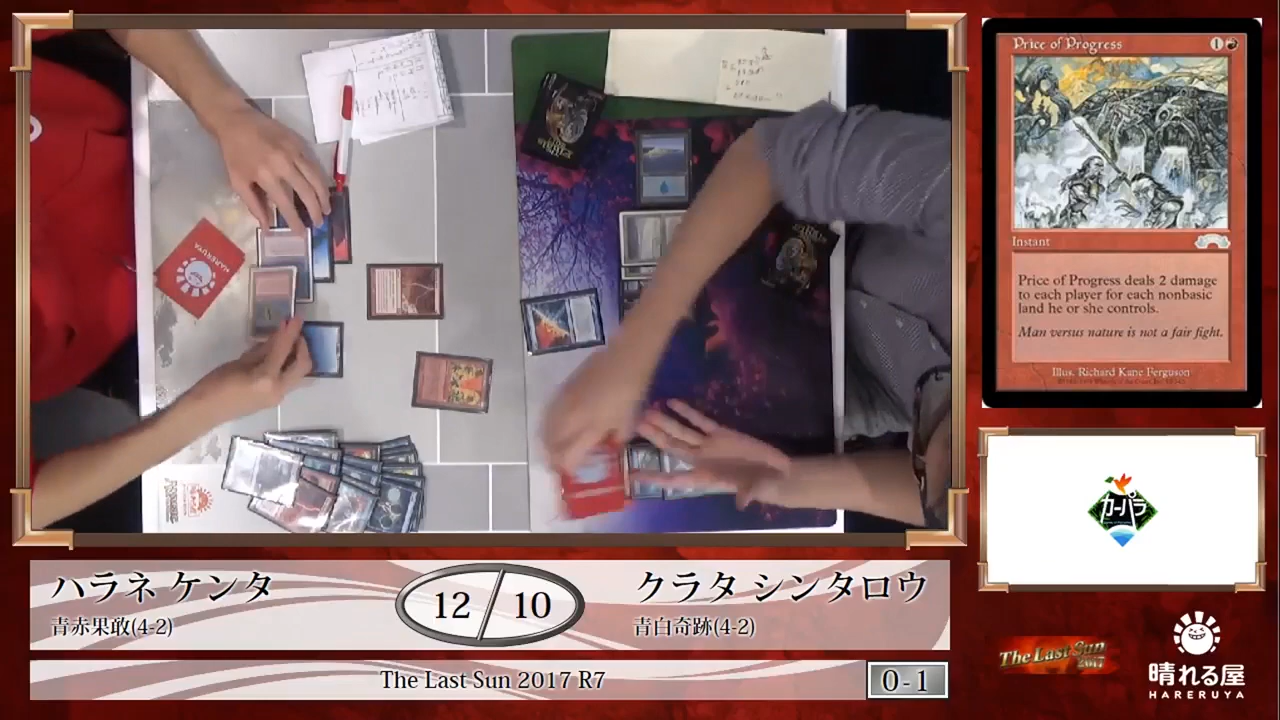 Price of Progress
Instant
Price of Progress deals 2 damage
to each player for each nonbasic
land he or she controls.
Man versus nature is not a fair fight.
Illus. Richard Kane Ferguson
HARERUYA
カーパラ
ハラネ ケンタ
青赤果敢(4-2)
12 / 10
クラタ シンタロウ
青白奇跡(4-2)
The Last Sun 2017 R7
0-1
The Last Sun
2017
晴れる屋
HARERUYA